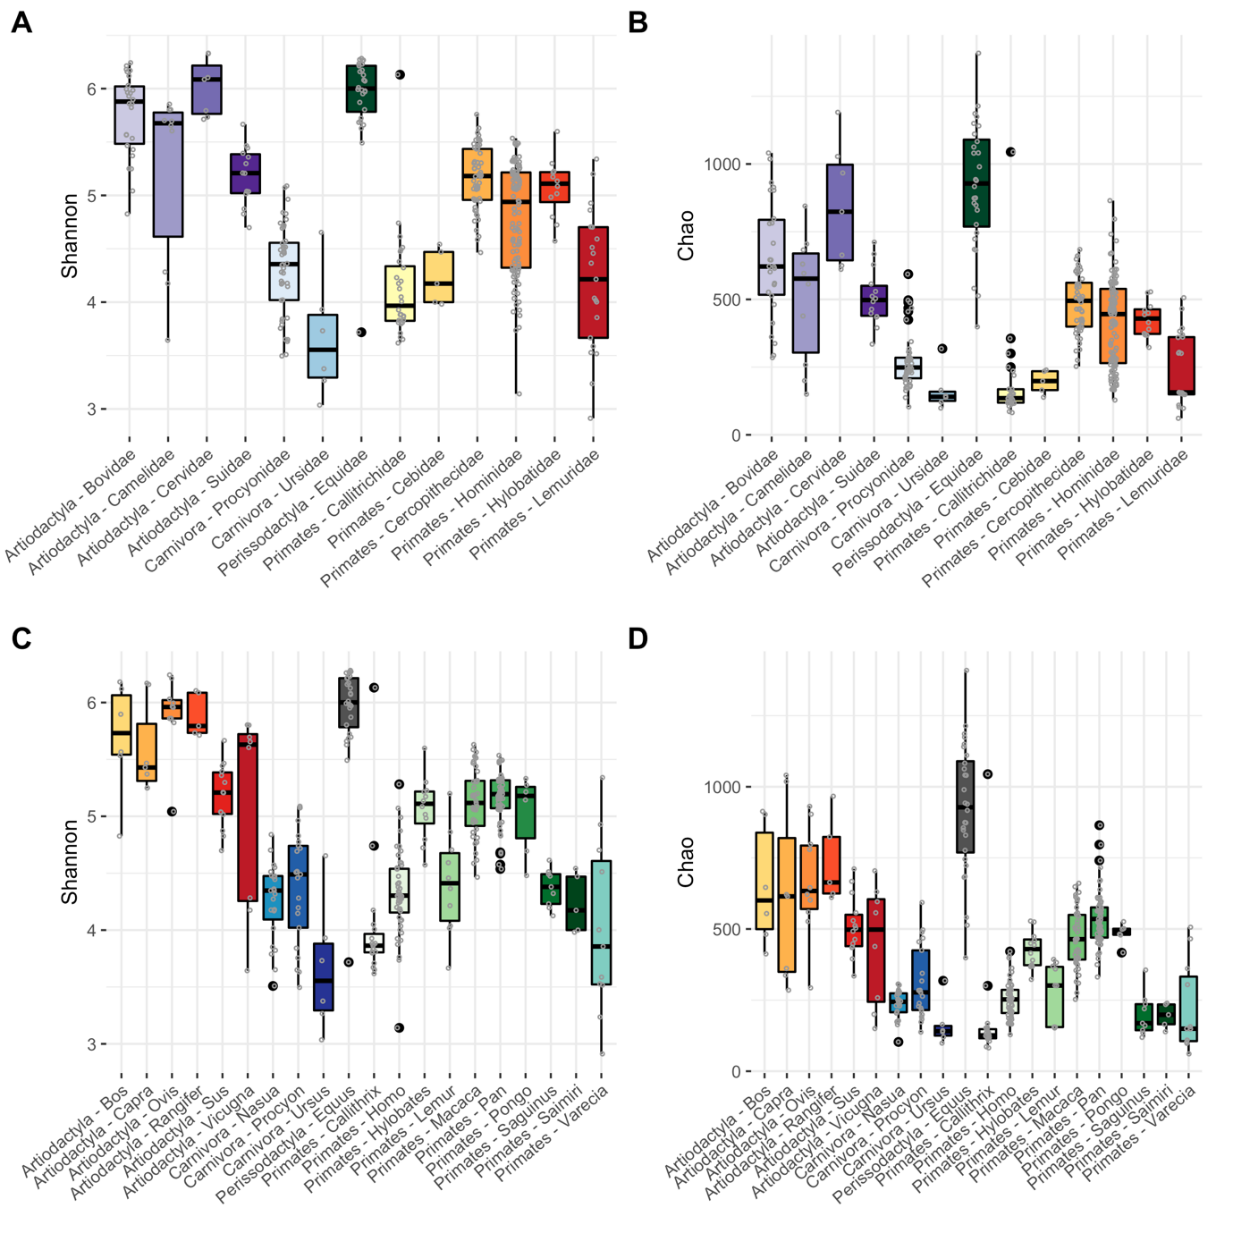 A
Shannon
6
5
4
3
Artiodactyla - Bovidae
Artiodactyla - Camelidae
Artiodactyla - Cervidae
Artiodactyla - Suidae
Carnivora - Procyonidae
Carnivora - Ursidae
Perissodactyla - Equidae
Primates - Callitrichidae
Primates - Cebidae
Primates - Cercopithecidae
Primates - Hominidae
Primates - Hylobatidae
Primates - Lemuridae
B
Chao
1000
500
0
Artiodactyla - Bovidae
Artiodactyla - Camelidae
Artiodactyla - Cervidae
Artiodactyla - Suidae
Carnivora - Procyonidae
Carnivora - Ursidae
Perissodactyla - Equidae
Primates - Callitrichidae
Primates - Cebidae
Primates - Cercopithecidae
Primates - Hominidae
Primates - Hylobatidae
Primates - Lemuridae
C
Shannon
6
5
4
3
Artiodactyla - Bos
Artiodactyla - Capra
Artiodactyla - Ovis
Artiodactyla - Rangifer
Artiodactyla - Sus
Artiodactyla - Vicugna
Carnivora - Nasua
Carnivora - Procyon
Carnivora - Ursus
Perissodactyla - Equus
Primates - Callithrix
Primates - Homo
Primates - Hylobates
Primates - Lemur
Primates - Macaca
Primates - Pan
Primates - Pongo
Primates - Saguinus
Primates - Saimiri
Primates - Varecia
D
Chao
1000
500
0
Artiodactyla - Bos
Artiodactyla - Capra
Artiodactyla - Ovis
Artiodactyla - Rangifer
Artiodactyla - Sus
Artiodactyla - Vicugna
Carnivora - Nasua
Carnivora - Procyon
Carnivora - Ursus
Perissodactyla - Equus
Primates - Callithrix
Primates - Homo
Primates - Hylobates
Primates - Lemur
Primates - Macaca
Primates - Pan
Primates - Pongo
Primates - Saguinus
Primates - Saimiri
Primates - Varecia